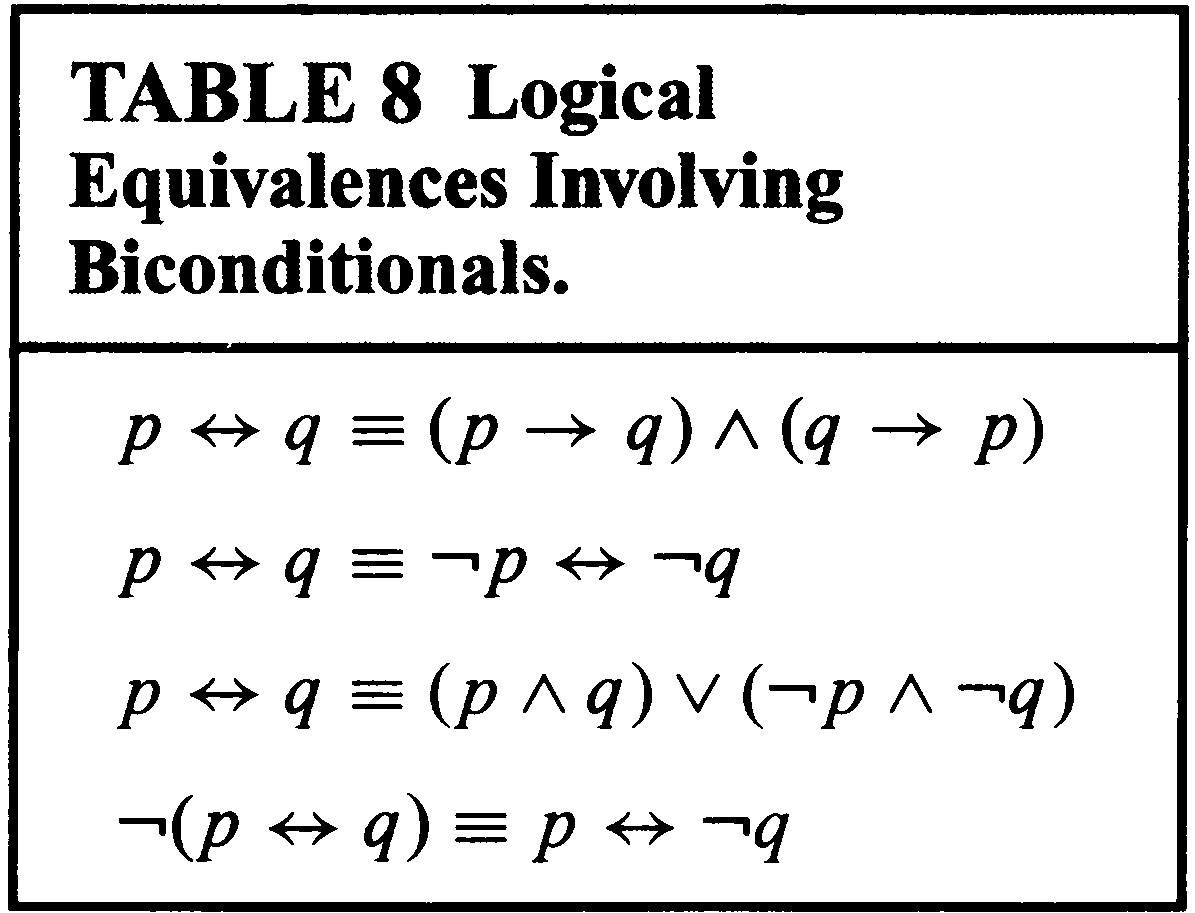 TABLE 8 Logical
Equivalences Involving
Biconditionals.
p ↔ q ≡ (p → q) ∧ (q → p)
p ↔ q ≡ ¬p ↔ ¬q
p ↔ q ≡ (p ∧ q) ∨ (¬p ∧ ¬q)
¬(p ↔ q) ≡ p ↔ ¬q